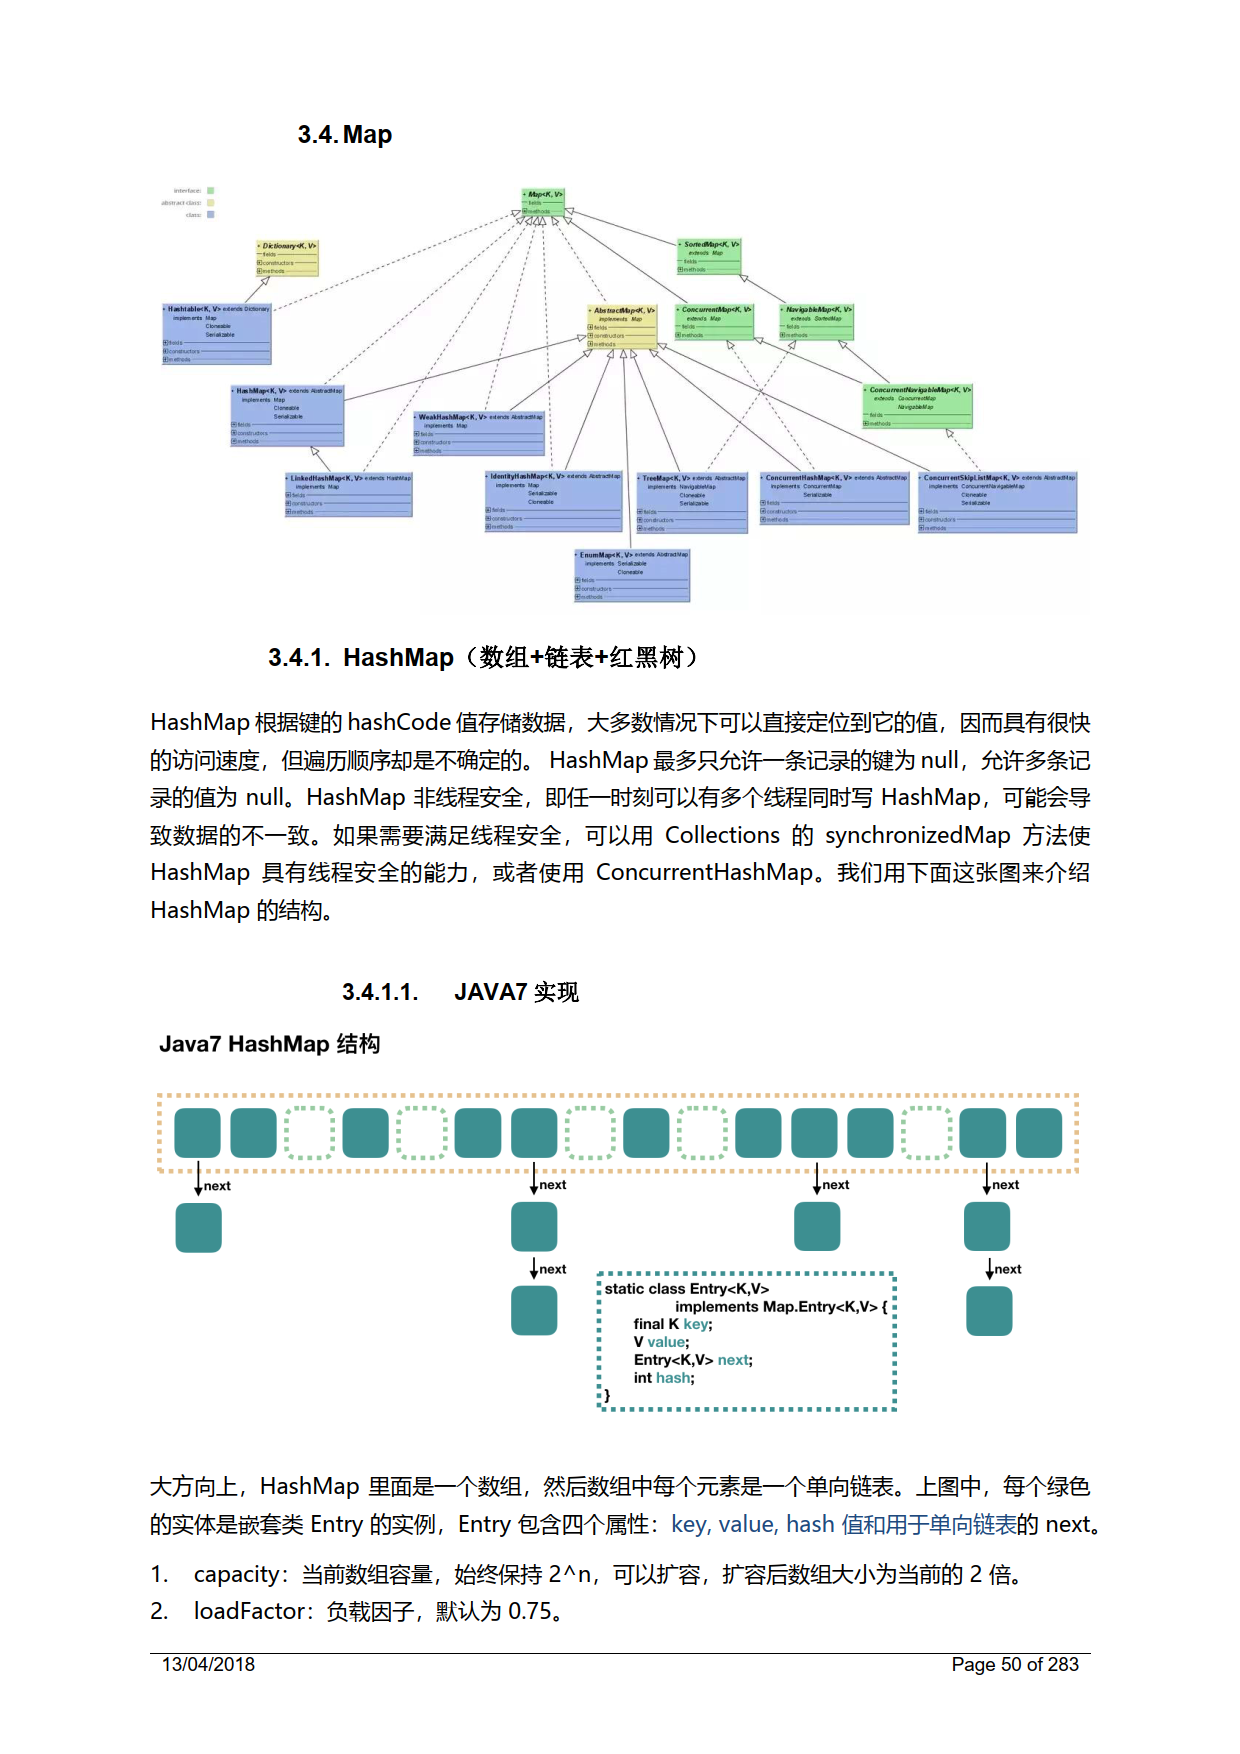 3.4. Map
interface:
abstract class:
class:
Map<K, V>
fields
methods
Dictionary<K, V>
fields
constructors
methods
SortedMap<K, V>
extends Map
fields
methods
Hashtable<K, V> extends Dictionary
implements Map
Cloneable
Serializable
fields
constructors
methods
AbstractMap<K, V>
implements Map
fields
constructors
methods
ConcurrentMap<K, V>
extends Map
fields
methods
NavigableMap<K, V>
extends SortedMap
fields
methods
HashMap<K, V> extends AbstractMap
implements Map
Cloneable
Serializable
fields
constructors
methods
WeakHashMap<K, V> extends AbstractMap
implements Map
fields
constructors
methods
ConcurrentNavigableMap<K, V>
extends ConcurrentMap
NavigableMap
fields
methods
LinkedHashMap<K, V> extends HashMap
implements Map
fields
constructors
methods
IdentityHashMap<K, V> extends AbstractMap
implements Map
Serializable
Cloneable
fields
constructors
methods
TreeMap<K, V> extends AbstractMap
implements NavigableMap
Cloneable
Serializable
fields
constructors
methods
ConcurrentHashMap<K, V> extends AbstractMap
implements ConcurrentMap
Serializable
fields
constructors
methods
ConcurrentSkipListMap<K, V> extends AbstractMap
implements ConcurrentNavigableMap
Cloneable
Serializable
fields
constructors
methods
EnumMap<K, V> extends AbstractMap
implements Serializable
Cloneable
fields
constructors
methods
3.4.1. HashMap（数组+链表+红黑树）
HashMap 根据键的 hashCode 值存储数据，大多数情况下可以直接定位到它的值，因而具有很快
的访问速度，但遍历顺序却是不确定的。 HashMap 最多只允许一条记录的键为 null，允许多条记
录的值为 null。HashMap 非线程安全，即任一时刻可以有多个线程同时写 HashMap，可能会导
致数据的不一致。如果需要满足线程安全，可以用 Collections 的 synchronizedMap 方法使
HashMap 具有线程安全的能力，或者使用 ConcurrentHashMap。我们用下面这张图来介绍
HashMap 的结构。
3.4.1.1. JAVA7 实现
Java7 HashMap 结构
next
next
next
next
next
next
static class Entry<K,V>
implements Map.Entry<K,V> {
final K key;
V value;
Entry<K,V> next;
int hash;
}
大方向上，HashMap 里面是一个数组，然后数组中每个元素是一个单向链表。上图中，每个绿色
的实体是嵌套类 Entry 的实例，Entry 包含四个属性：key, value, hash 值和用于单向链表的 next。
1. capacity：当前数组容量，始终保持 2^n，可以扩容，扩容后数组大小为当前的 2 倍。
2. loadFactor：负载因子，默认为 0.75。
13/04/2018 Page 50 of 283